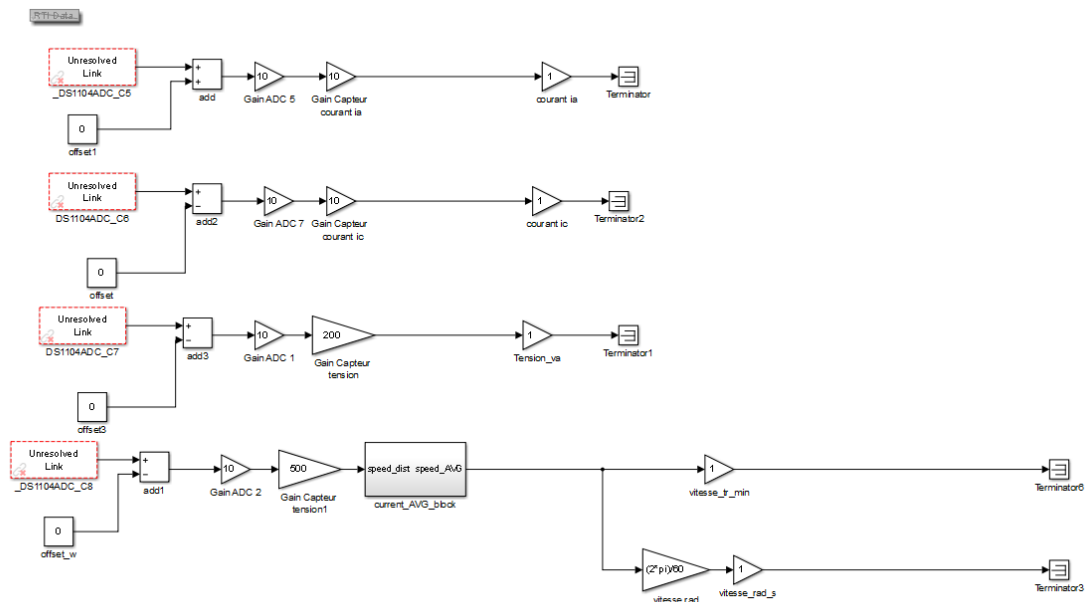 RTI Data
Unresolved
Link
_DS1104ADC_C5
+
+
add
10
Gain ADC 5
10
Gain Capteur
courant ia
1
courant ia
Terminator
0
offset1
Unresolved
Link
DS1104ADC_C6
+
−
add2
10
Gain ADC 7
10
Gain Capteur
courant ic
1
courant ic
Terminator2
0
offset
Unresolved
Link
DS1104ADC_C7
+
−
add3
10
Gain ADC 1
200
Gain Capteur
tension
1
Tension_va
Terminator1
0
offset3
Unresolved
Link
_DS1104ADC_C8
+
−
add1
10
Gain ADC 2
500
Gain Capteur
tension1
speed_dist speed_AVG
current_AVG_block
1
vitesse_tr_min
Terminator6
0
offset_w
(2*pi)/60
vitesse rad
1
vitesse_rad_s
Terminator3